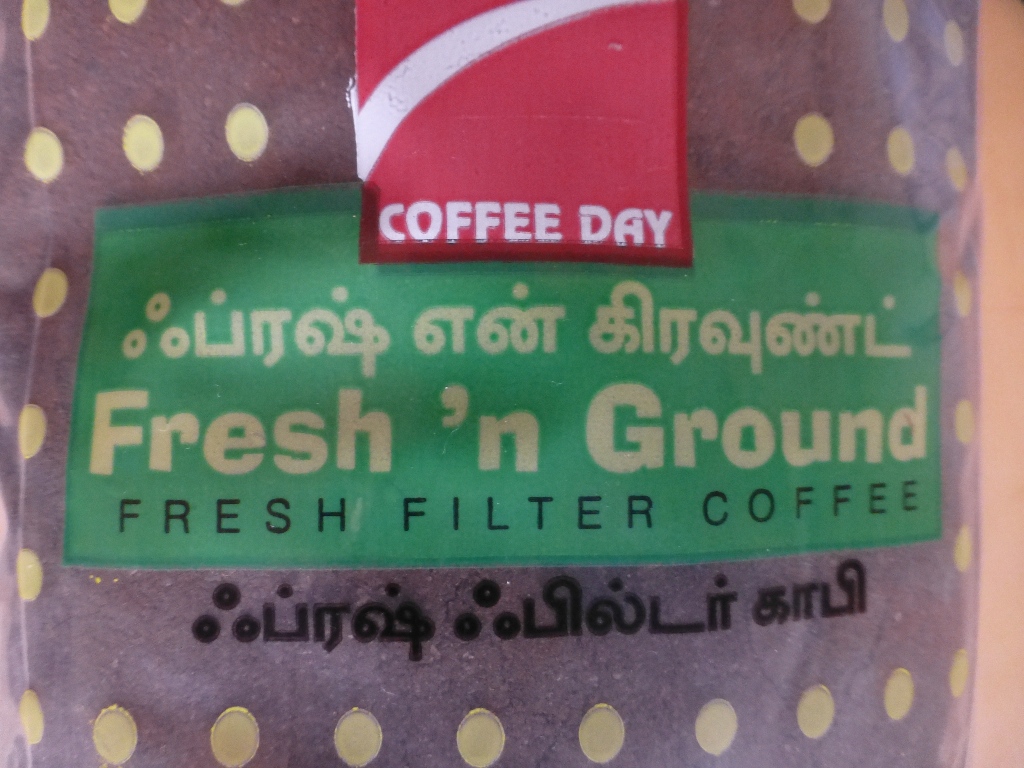 COFFEE DAY
ஃப்ரஷ் என் கிரவுண்ட்
Fresh 'n Ground
FRESH FILTER COFFEE
ஃப்ரஷ் ஃபில்டர் காபி